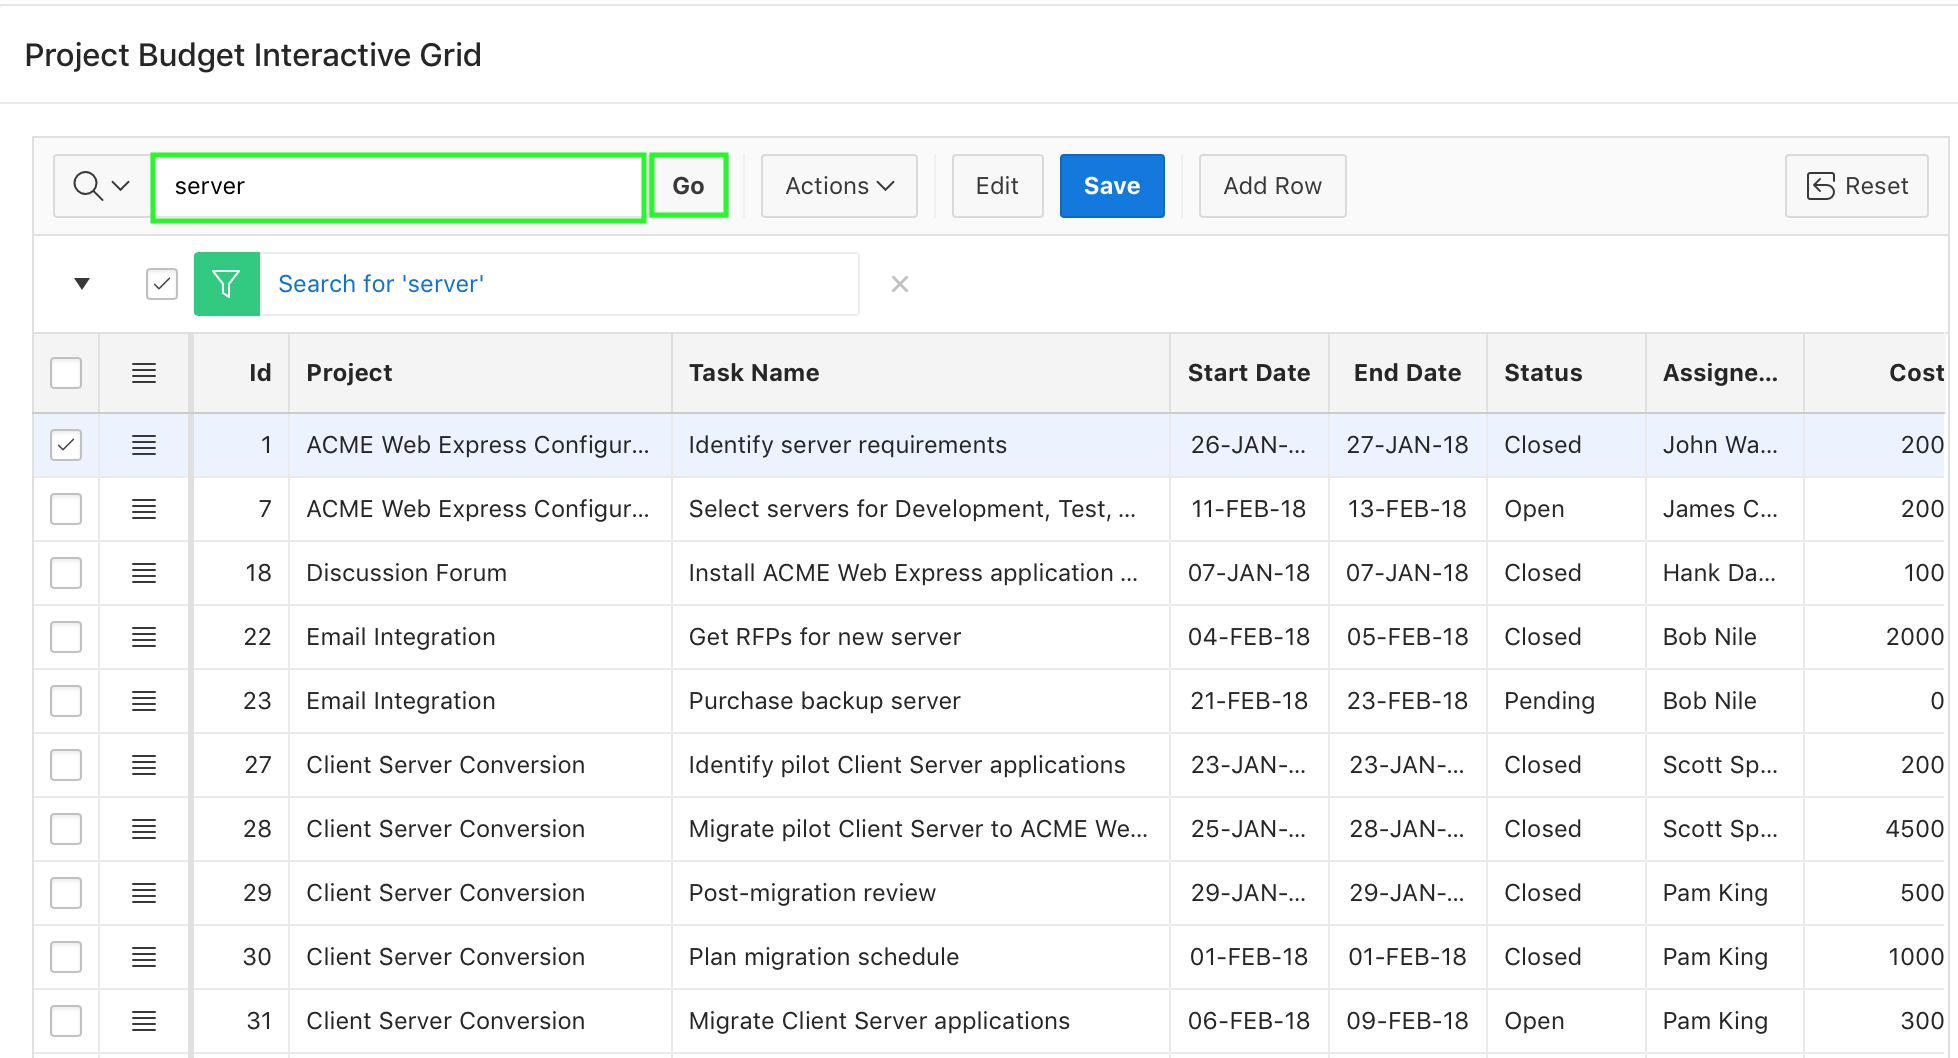 Project Budget Interactive Grid
server Go Actions Edit Save Add Row Reset
Search for 'server'
Id Project Task Name Start Date End Date Status Assigne... Cost
1 ACME Web Express Configur... Identify server requirements 26-JAN-... 27-JAN-18 Closed John Wa... 200
7 ACME Web Express Configur... Select servers for Development, Test, ... 11-FEB-18 13-FEB-18 Open James C... 200
18 Discussion Forum Install ACME Web Express application ... 07-JAN-18 07-JAN-18 Closed Hank Da... 100
22 Email Integration Get RFPs for new server 04-FEB-18 05-FEB-18 Closed Bob Nile 2000
23 Email Integration Purchase backup server 21-FEB-18 23-FEB-18 Pending Bob Nile 0
27 Client Server Conversion Identify pilot Client Server applications 23-JAN-... 23-JAN-... Closed Scott Sp... 200
28 Client Server Conversion Migrate pilot Client Server to ACME We... 25-JAN-... 28-JAN-... Closed Scott Sp... 4500
29 Client Server Conversion Post-migration review 29-JAN-... 29-JAN-... Closed Pam King 500
30 Client Server Conversion Plan migration schedule 01-FEB-18 01-FEB-18 Closed Pam King 1000
31 Client Server Conversion Migrate Client Server applications 06-FEB-18 09-FEB-18 Open Pam King 300